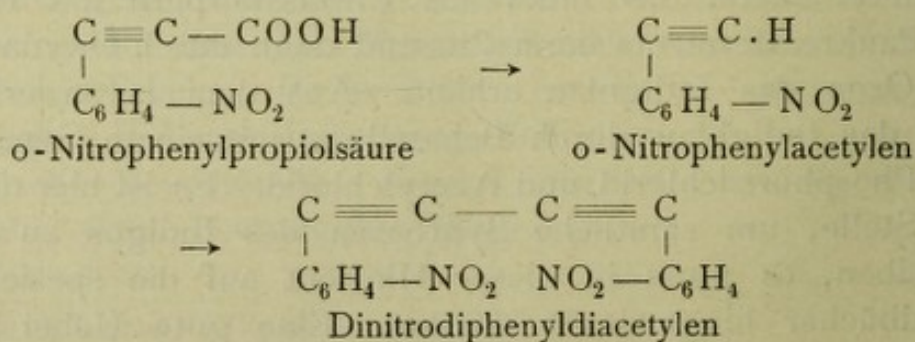 C ≡ C — COOH C ≡ C . H
| → |
C₆H₄ — NO₂ C₆H₄ — NO₂
o-Nitrophenylpropiolsäure o-Nitrophenylacetylen
C ≡ C — C ≡ C
→ | |
C₆H₄ — NO₂ NO₂ — C₆H₄
Dinitrodiphenyldiacetylen